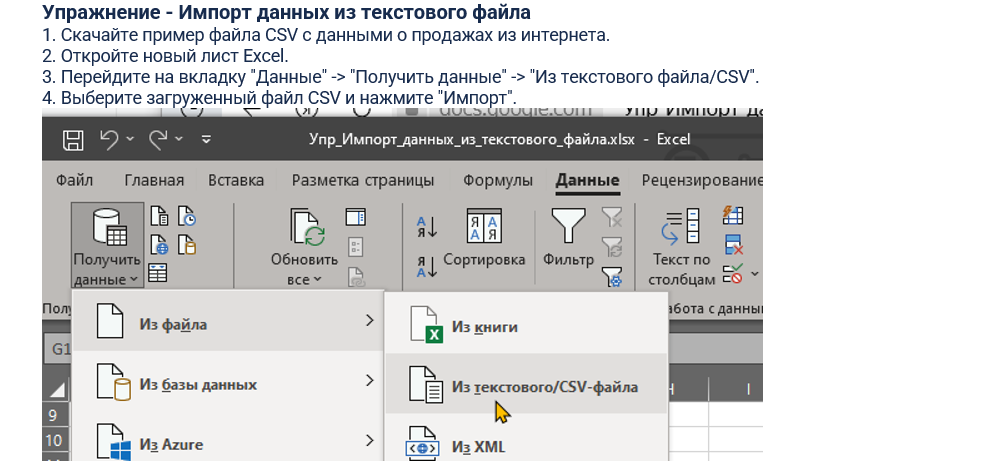 Упражнение - Импорт данных из текстового файла
1. Скачайте пример файла CSV с данными о продажах из интернета.
2. Откройте новый лист Excel.
3. Перейдите на вкладку "Данные" -> "Получить данные" -> "Из текстового файла/CSV".
4. Выберите загруженный файл CSV и нажмите "Импорт".
docs.google.com Упр Импорт да
Упр_Импорт_данных_из_текстового_файла.xlsx - Excel
Файл Главная Вставка Разметка страницы Формулы Данные Рецензирование
Получить данные
Обновить все
Сортировка
Фильтр
Текст по столбцам
Полу
абота с данны
G1
Из файла
Из книги
Из базы данных
Из текстового/CSV-файла
Из Azure
Из XML
H I
9
10